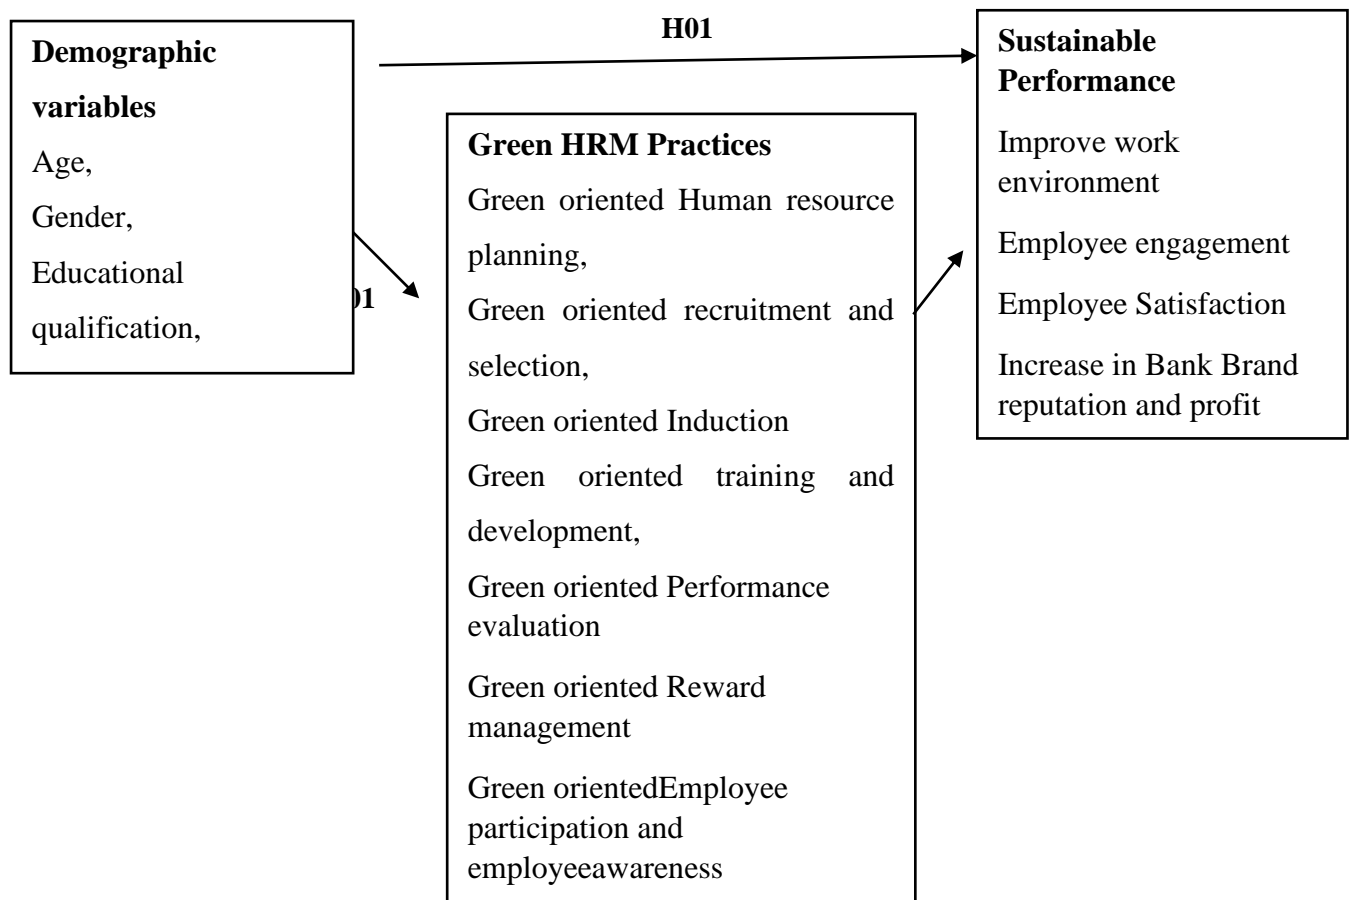 H01
Demographic
variables
Age,
Gender,
Educational
qualification,
01
Green HRM Practices
Green oriented Human resource
planning,
Green oriented recruitment and
selection,
Green oriented Induction
Green oriented training and
development,
Green oriented Performance
evaluation
Green oriented Reward
management
Green orientedEmployee
participation and
employeeawareness
Sustainable
Performance
Improve work
environment
Employee engagement
Employee Satisfaction
Increase in Bank Brand
reputation and profit